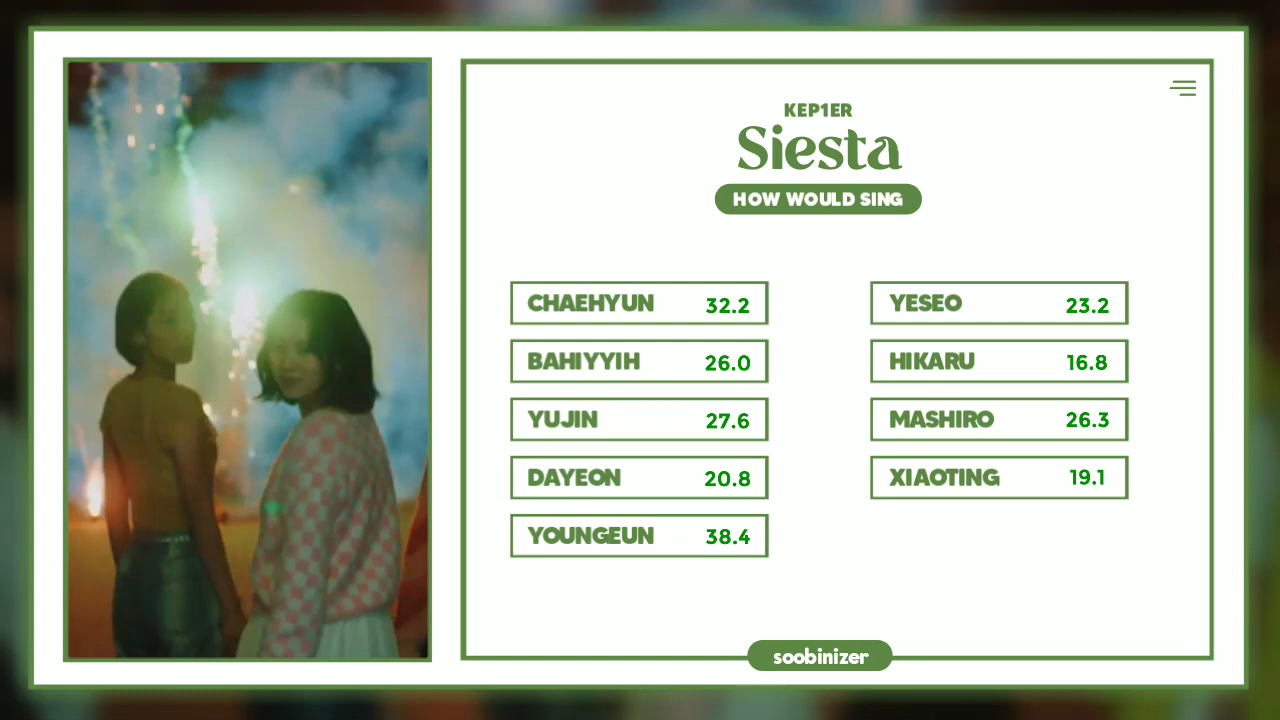 KEP1ER
Siesta
HOW WOULD SING
CHAEHYUN 32.2
BAHIYYIH 26.0
YUJIN 27.6
DAYEON 20.8
YOUNGEUN 38.4
YESEO 23.2
HIKARU 16.8
MASHIRO 26.3
XIAOTING 19.1
soobinizer